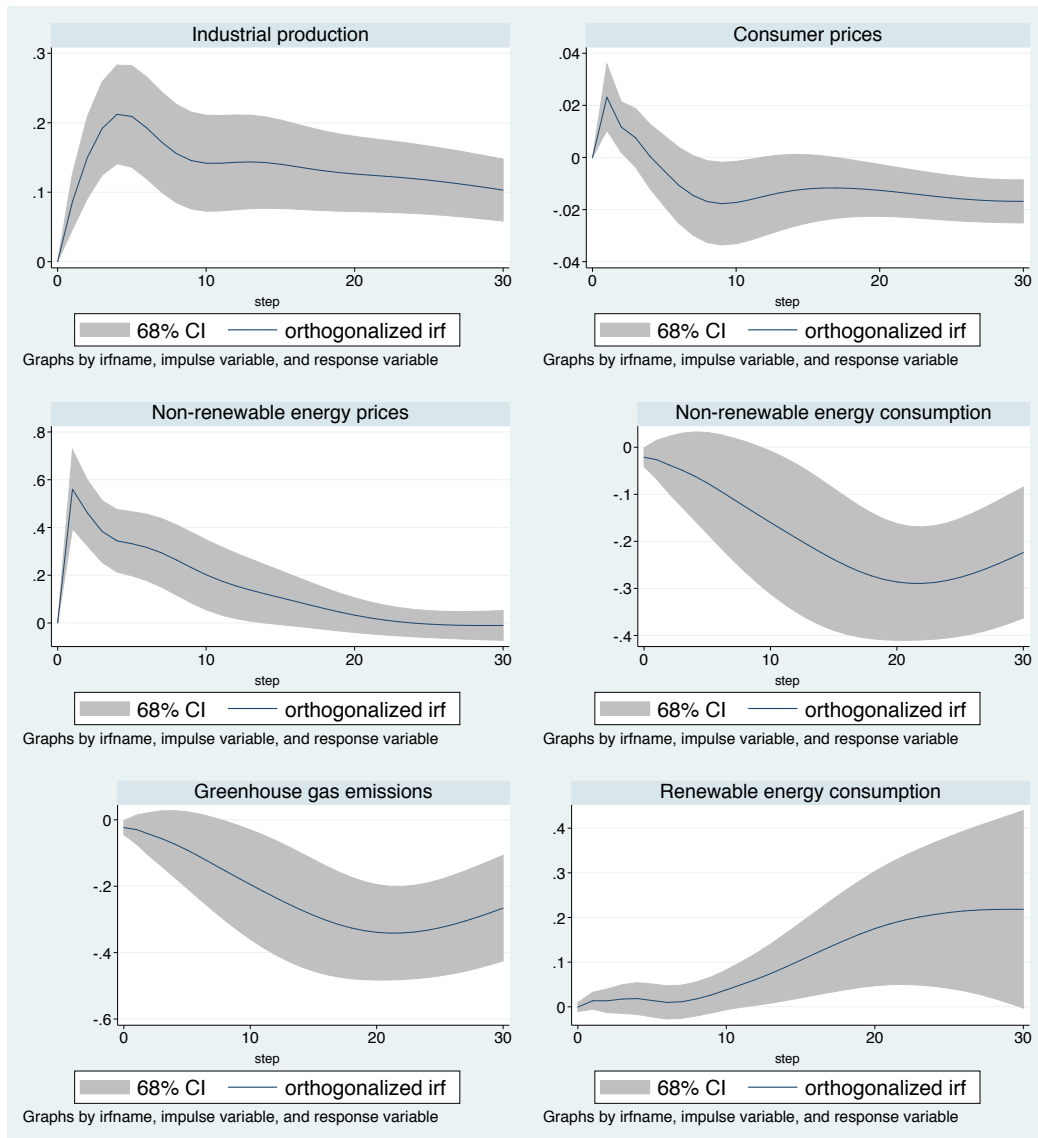 Industrial production
.3
.2
.1
0
0 10 20 30
step
68% CI orthogonalized irf
Graphs by irfname, impulse variable, and response variable
Consumer prices
.04
.02
0
-.02
-.04
0 10 20 30
step
68% CI orthogonalized irf
Graphs by irfname, impulse variable, and response variable
Non-renewable energy prices
.8
.6
.4
.2
0
0 10 20 30
step
68% CI orthogonalized irf
Graphs by irfname, impulse variable, and response variable
Non-renewable energy consumption
0
-.1
-.2
-.3
-.4
0 10 20 30
step
68% CI orthogonalized irf
Graphs by irfname, impulse variable, and response variable
Greenhouse gas emissions
0
-.2
-.4
-.6
0 10 20 30
step
68% CI orthogonalized irf
Graphs by irfname, impulse variable, and response variable
Renewable energy consumption
.4
.3
.2
.1
0
0 10 20 30
step
68% CI orthogonalized irf
Graphs by irfname, impulse variable, and response variable